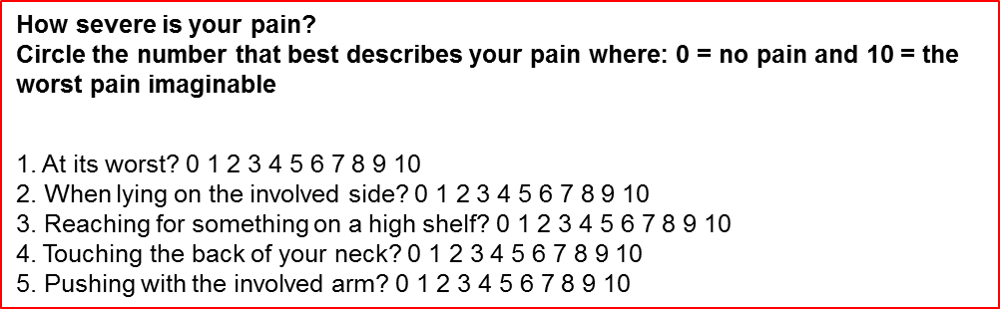 How severe is your pain?
Circle the number that best describes your pain where: 0 = no pain and 10 = the
worst pain imaginable
1. At its worst? 0 1 2 3 4 5 6 7 8 9 10
2. When lying on the involved side? 0 1 2 3 4 5 6 7 8 9 10
3. Reaching for something on a high shelf? 0 1 2 3 4 5 6 7 8 9 10
4. Touching the back of your neck? 0 1 2 3 4 5 6 7 8 9 10
5. Pushing with the involved arm? 0 1 2 3 4 5 6 7 8 9 10